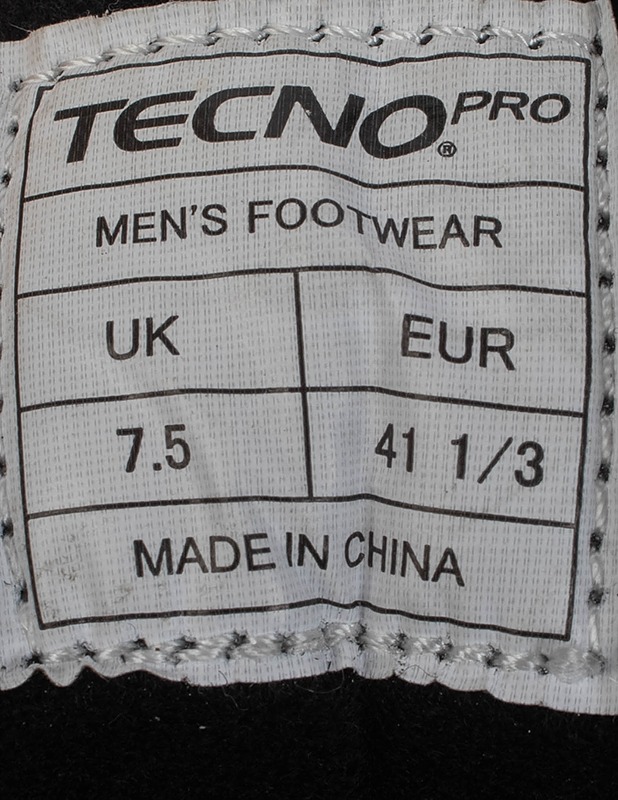 TECNO PRO®
MEN'S FOOTWEAR
UK EUR
7.5 41 1/3
MADE IN CHINA